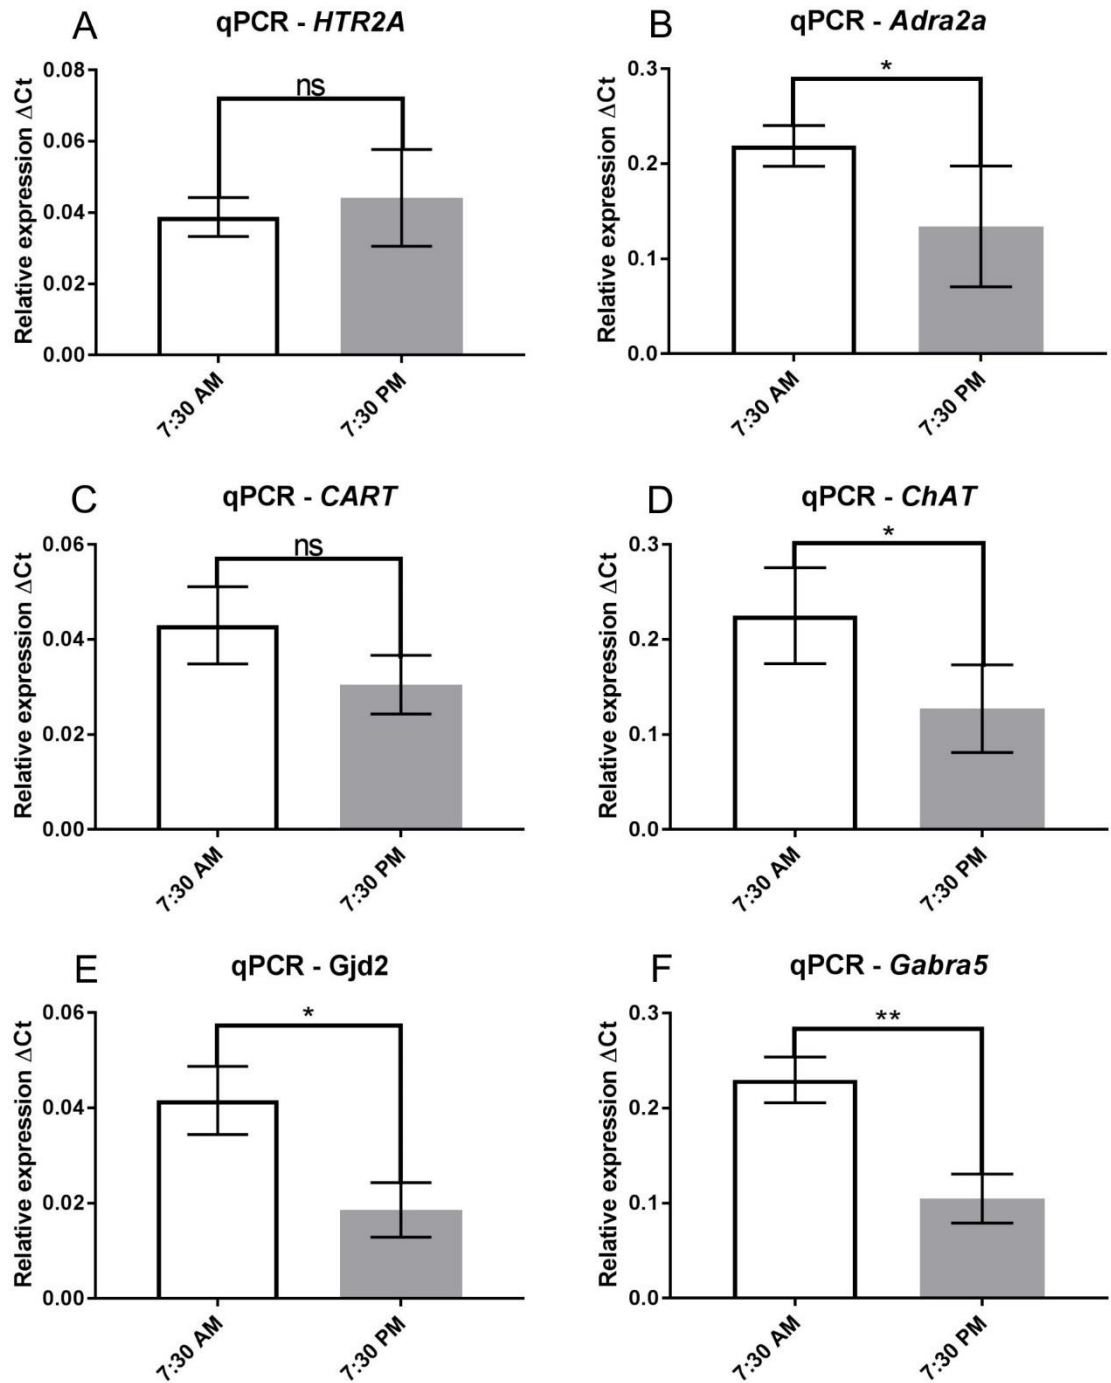 A
qPCR - HTR2A
Relative expression ΔCt
0.08
0.06
0.04
0.02
0.00
ns
7:30 AM
7:30 PM
B
qPCR - Adra2a
Relative expression ΔCt
0.3
0.2
0.1
0.0
*
7:30 AM
7:30 PM
C
qPCR - CART
Relative expression ΔCt
0.06
0.04
0.02
0.00
ns
7:30 AM
7:30 PM
D
qPCR - ChAT
Relative expression ΔCt
0.3
0.2
0.1
0.0
*
7:30 AM
7:30 PM
E
qPCR - Gjd2
Relative expression ΔCt
0.06
0.04
0.02
0.00
*
7:30 AM
7:30 PM
F
qPCR - Gabra5
Relative expression ΔCt
0.3
0.2
0.1
0.0
**
7:30 AM
7:30 PM